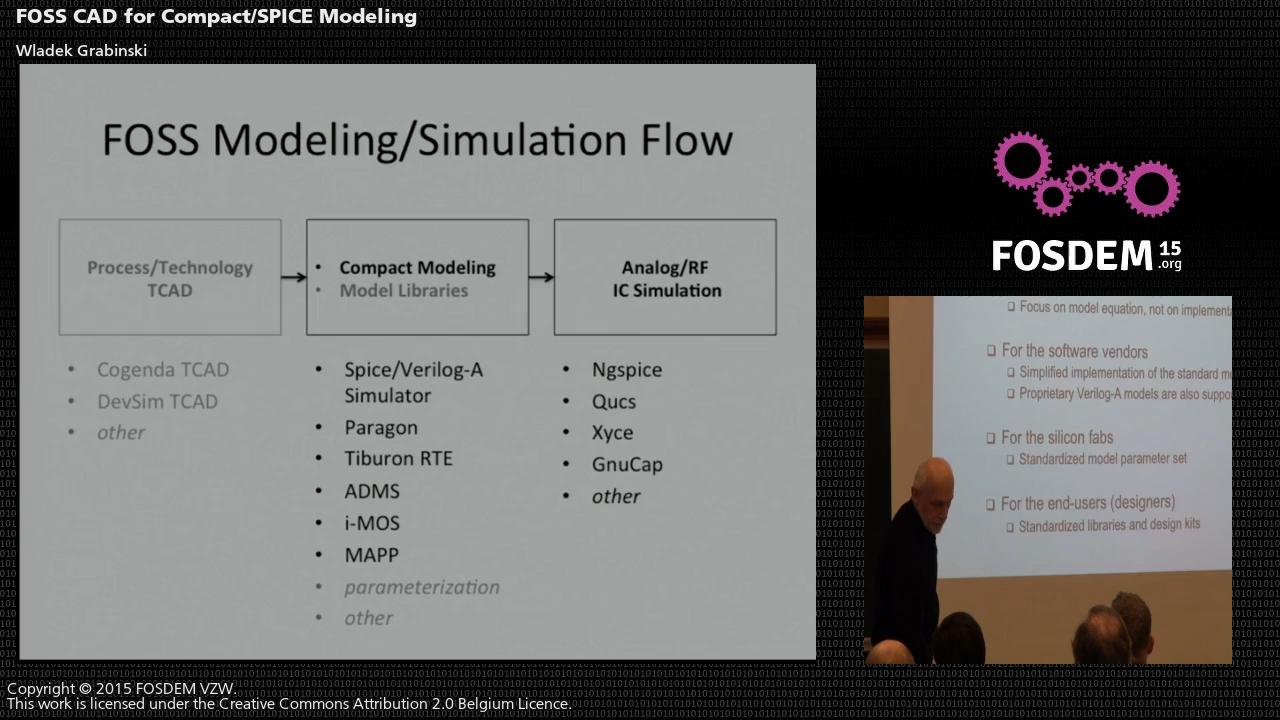 FOSS CAD for Compact/SPICE Modeling
Wladek Grabinski
FOSS Modeling/Simulation Flow
Process/Technology
TCAD
• Compact Modeling
• Model Libraries
Analog/RF
IC Simulation
• Cogenda TCAD
• DevSim TCAD
• other
• Spice/Verilog-A
Simulator
• Paragon
• Tiburon RTE
• ADMS
• i-MOS
• MAPP
• parameterization
• other
• Ngspice
• Qucs
• Xyce
• GnuCap
• other
FOSDEM 15
.org
❑ Focus on model equation, not on
❑ For the software vendors
❑ Simplified implementation of the standard
❑ Proprietary Verilog-A models are also
❑ For the silicon fabs
❑ Standardized model parameter set
❑ For the end-users (designers)
❑ Standardized libraries and design kits
Copyright © 2015 FOSDEM VZW.
This work is licensed under the Creative Commons Attribution 2.0 Belgium Licence.